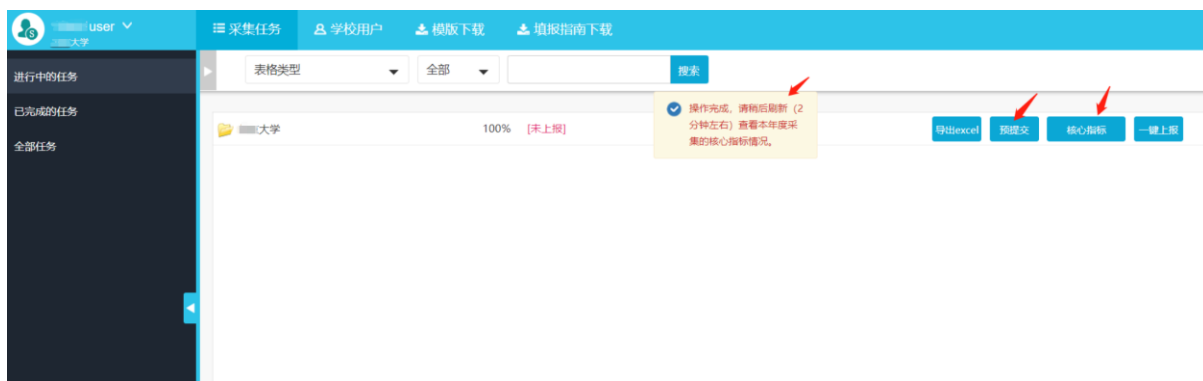 user
大学
采集任务
学校用户
模版下载
填报指南下载
进行中的任务
已完成的任务
全部任务
表格类型
全部
搜索
操作完成，请稍后刷新（2
分钟左右）查看本年度采
集的核心指标情况。
大学
100%
[未上报]
导出excel
预提交
核心指标
一键上报